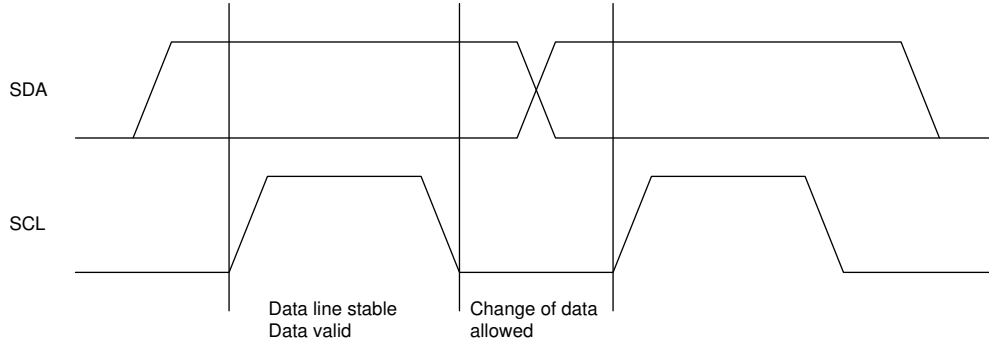 SDA
SCL
Data line stable
Data valid
Change of data
allowed